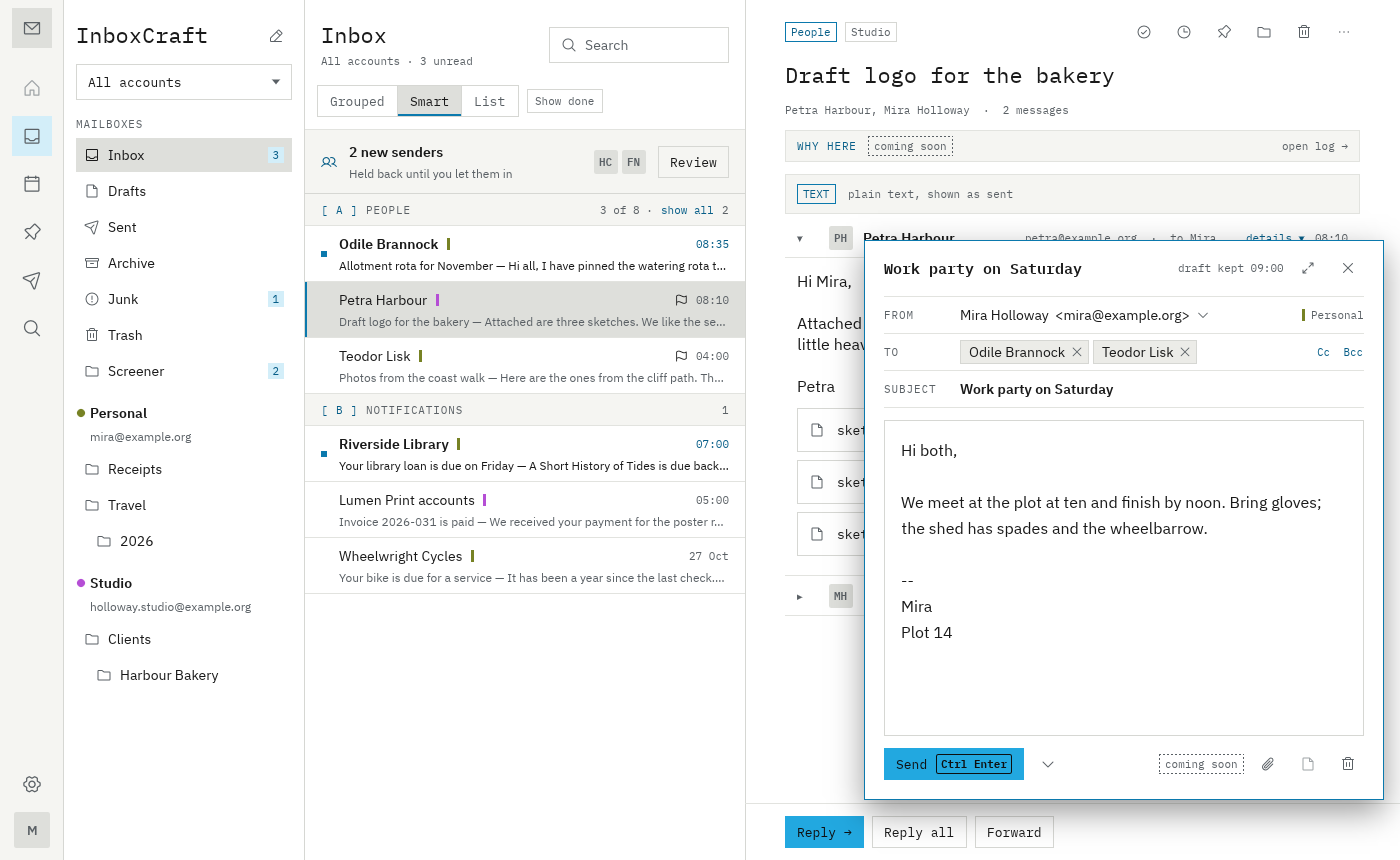 InboxCraft
All accounts
MAILBOXES
Inbox 3
Drafts
Sent
Archive
Junk 1
Trash
Screener 2
Personal
mira@example.org
Receipts
Travel
2026
Studio
holloway.studio@example.org
Clients
Harbour Bakery
M
Inbox
All accounts · 3 unread
Search
Grouped Smart List Show done
2 new senders
Held back until you let them in
HC FN Review
[ A ] PEOPLE 3 of 8 · show all 2
Odile Brannock 08:35
Allotment rota for November — Hi all, I have pinned the watering rota t…
Petra Harbour 08:10
Draft logo for the bakery — Attached are three sketches. We like the se…
Teodor Lisk 04:00
Photos from the coast walk — Here are the ones from the cliff path. Th…
[ B ] NOTIFICATIONS 1
Riverside Library 07:00
Your library loan is due on Friday — A Short History of Tides is due back…
Lumen Print accounts 05:00
Invoice 2026-031 is paid — We received your payment for the poster r…
Wheelwright Cycles 27 Oct
Your bike is due for a service — It has been a year since the last check.…
People Studio
Draft logo for the bakery
Petra Harbour, Mira Holloway · 2 messages
WHY HERE coming soon open log →
TEXT plain text, shown as sent
PH Petra Harbour petra@example.org · to Mira details ▾ 08:10
Hi Mira,
Attached
little heav
Petra
sket
sket
sket
MH
Reply → Reply all Forward
Work party on Saturday draft kept 09:00
FROM Mira Holloway <mira@example.org> Personal
TO Odile Brannock Teodor Lisk Cc Bcc
SUBJECT Work party on Saturday
Hi both,
We meet at the plot at ten and finish by noon. Bring gloves;
the shed has spades and the wheelbarrow.
--
Mira
Plot 14
Send Ctrl Enter coming soon